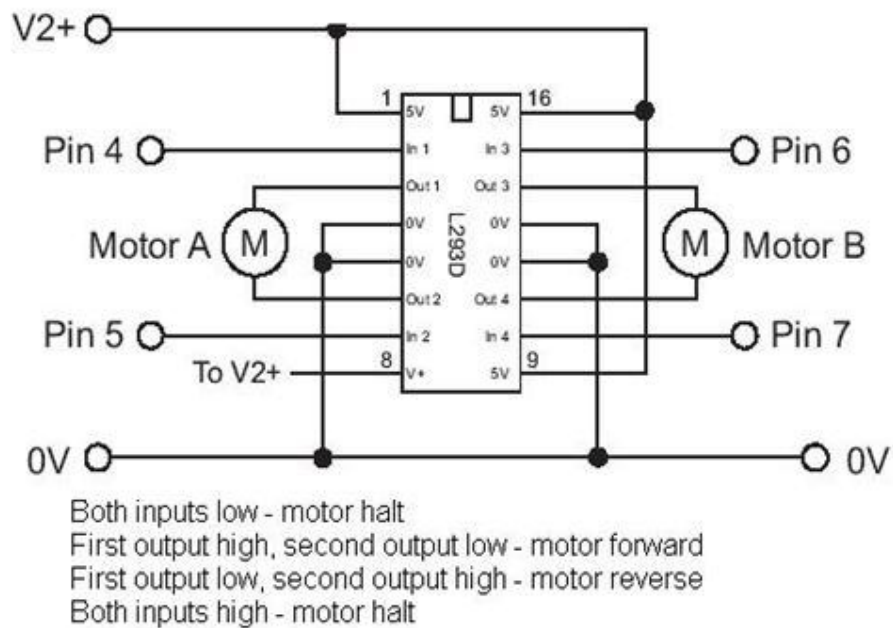 V2+
1 16
5V 5V
Pin 4 In 1 In 3 Pin 6
Out 1 Out 3
0V 0V
Motor A M L293D M Motor B
0V 0V
Out 2 Out 4
Pin 5 In 2 In 4 Pin 7
To V2+ 8 V+ 5V 9
0V 0V
Both inputs low - motor halt
First output high, second output low - motor forward
First output low, second output high - motor reverse
Both inputs high - motor halt